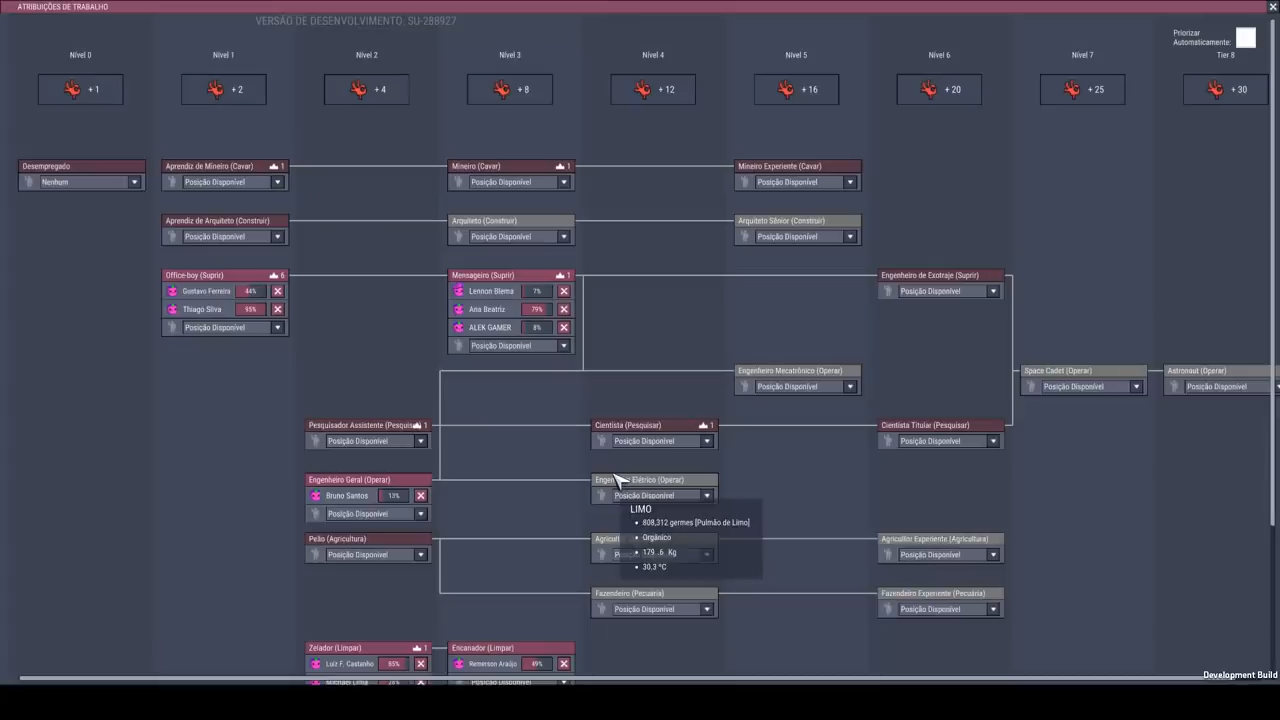 ATRIBUIÇÕES DE TRABALHO
VERSÃO DE DESENVOLVIMENTO: SU-288927
Priorizar
Automaticamente:
Nível 0
Nível 1
Nível 2
Nível 3
Nível 4
Nível 5
Nível 6
Nível 7
Tier 8
+ 1
+ 2
+ 4
+ 8
+ 12
+ 16
+ 20
+ 25
+ 30
Desempregado
Nenhum
Aprendiz de Mineiro (Cavar) 1
Posição Disponível
Mineiro (Cavar) 1
Posição Disponível
Mineiro Experiente (Cavar)
Posição Disponível
Aprendiz de Arquiteto (Construir)
Posição Disponível
Arquiteto (Construir)
Posição Disponível
Arquiteto Sênior (Construir)
Posição Disponível
Office-boy (Suprir) 6
Gustavo Ferreira 44%
Thiago Silva 95%
Posição Disponível
Mensageiro (Suprir) 1
Lennon Blema 7%
Ana Beatriz 79%
ALEK GAMER 8%
Posição Disponível
Engenheiro de Exotraje (Suprir)
Posição Disponível
Engenheiro Mecatrônico (Operar)
Posição Disponível
Space Cadet (Operar)
Posição Disponível
Astronaut (Operar)
Posição Disponível
Pesquisador Assistente (Pesquisa 1
Posição Disponível
Cientista (Pesquisar) 1
Posição Disponível
Cientista Titular (Pesquisar)
Posição Disponível
Engenheiro Geral (Operar)
Bruno Santos 13%
Posição Disponível
Elétrico (Operar)
Posição Disponível
LIMO
808,312 germes [Pulmão de Limo]
Orgânico
179 .6 Kg
30,3 ºC
Peão (Agricultura)
Posição Disponível
Agricult
Agricultor Experiente (Agricultura)
Posição Disponível
Fazendeiro (Pecuária)
Posição Disponível
Fazendeiro Experiente (Pecuária)
Posição Disponível
Zelador (Limpar) 1
Luiz F. Castanho 85%
Encanador (Limpar)
Remerson Araújo 49%
Posição Disponível
Development Build